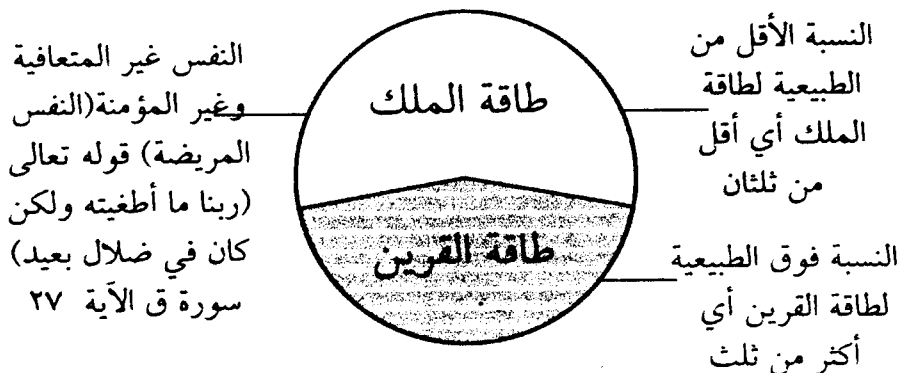 النسبة الأقل من
الطبيعية لطاقة
الملك أي أقل
من ثلثان
النسبة فوق الطبيعية
لطاقة القرين أي
أكثر من ثلث
طاقة الملك
طاقة القرين
النفس غير المتعافية
وغير المؤمنة(النفس
المريضة) قوله تعالى
(ربنا ما أطغيته ولكن
كان في ضلال بعيد)
سورة ق الآية ٢٧